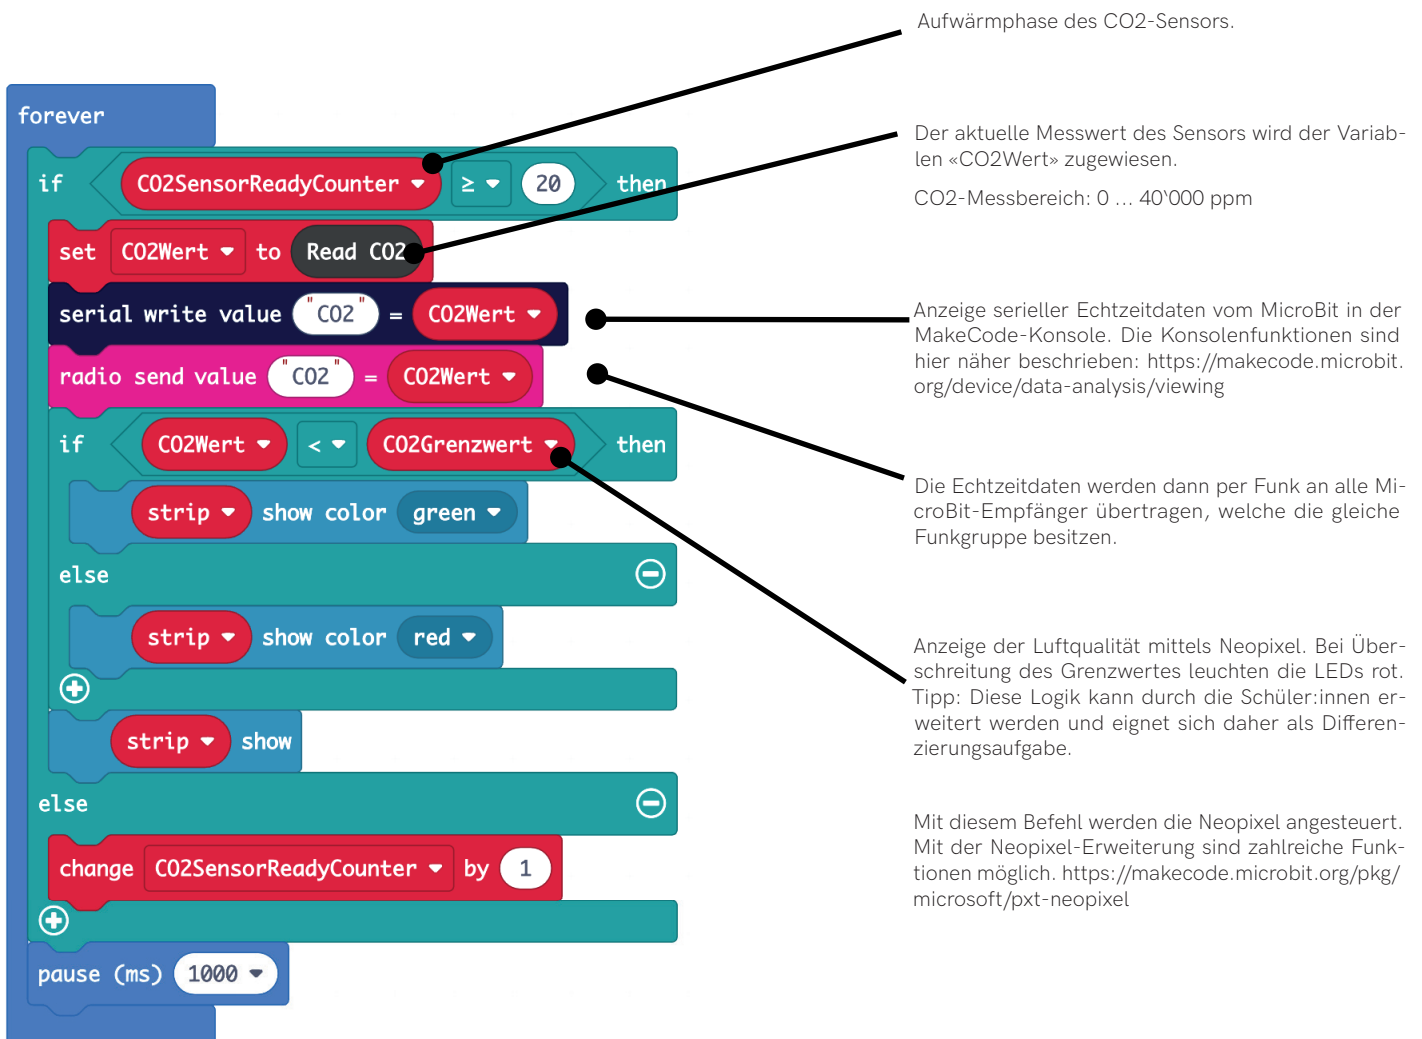 forever
if CO2SensorReadyCounter ≥ 20 then
set CO2Wert to Read CO2
serial write value "CO2" = CO2Wert
radio send value "CO2" = CO2Wert
if CO2Wert < CO2Grenzwert then
strip show color green
else
strip show color red
strip show
else
change CO2SensorReadyCounter by 1
pause (ms) 1000
Aufwärmphase des CO2-Sensors.
Der aktuelle Messwert des Sensors wird der Variab-
len «CO2Wert» zugewiesen.
CO2-Messbereich: 0 ... 40‘000 ppm
Anzeige serieller Echtzeitdaten vom MicroBit in der
MakeCode-Konsole. Die Konsolenfunktionen sind
hier näher beschrieben: https://makecode.microbit.
org/device/data-analysis/viewing
Die Echtzeitdaten werden dann per Funk an alle Mi-
croBit-Empfänger übertragen, welche die gleiche
Funkgruppe besitzen.
Anzeige der Luftqualität mittels Neopixel. Bei Über-
schreitung des Grenzwertes leuchten die LEDs rot.
Tipp: Diese Logik kann durch die Schüler:innen er-
weitert werden und eignet sich daher als Differen-
zierungsaufgabe.
Mit diesem Befehl werden die Neopixel angesteuert.
Mit der Neopixel-Erweiterung sind zahlreiche Funk-
tionen möglich. https://makecode.microbit.org/pkg/
microsoft/pxt-neopixel